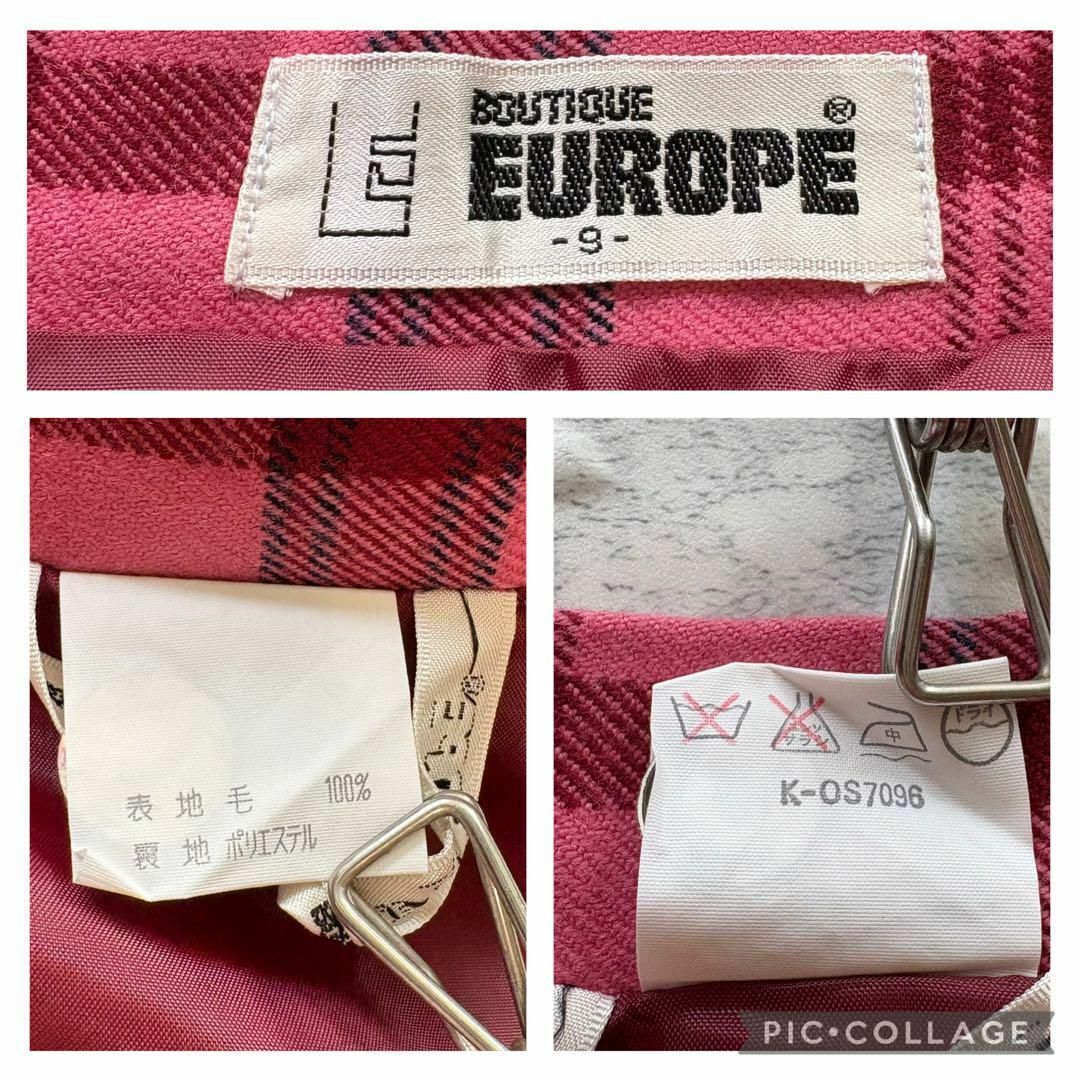 BOUTIQUE
EUROPE®
-9-
表地毛 100%
裏地ポリエステル
中
ドライ
K-OS7096
PIC•COLLAGE